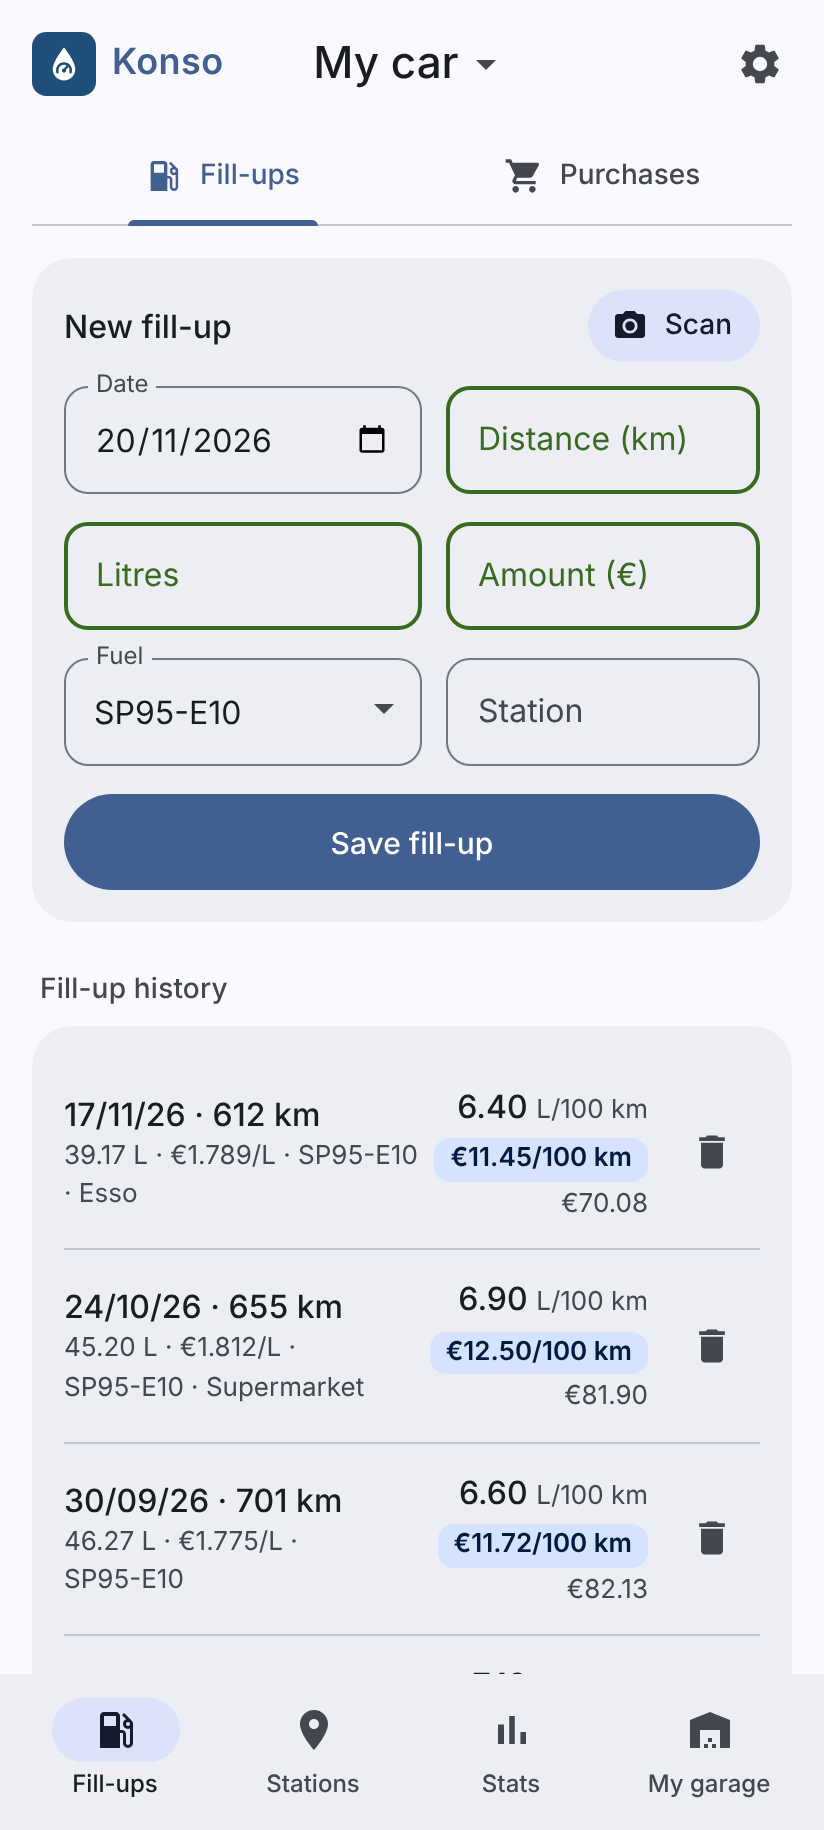 Konso
My car
Fill-ups
Purchases
New fill-up
Scan
Date
20/11/2026
Distance (km)
Litres
Amount (€)
Fuel
SP95-E10
Station
Save fill-up
Fill-up history
17/11/26 · 612 km
39.17 L · €1.789/L · SP95-E10
· Esso
6.40 L/100 km
€11.45/100 km
€70.08
24/10/26 · 655 km
45.20 L · €1.812/L ·
SP95-E10 · Supermarket
6.90 L/100 km
€12.50/100 km
€81.90
30/09/26 · 701 km
46.27 L · €1.775/L ·
SP95-E10
6.60 L/100 km
€11.72/100 km
€82.13
Fill-ups
Stations
Stats
My garage